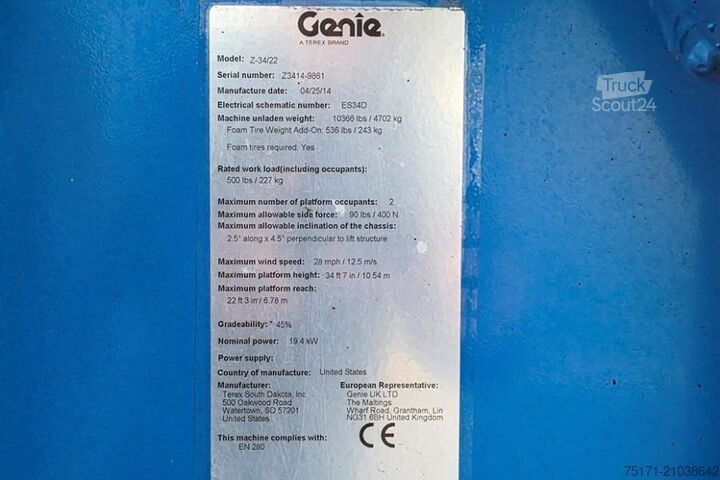 Genie
A TEREX BRAND
Model: Z-34/22
Serial number: Z3414-9861
Manufacture date: 04/25/14
Electrical schematic number: ES34D
Machine unladen weight: 10366 lbs / 4702 kg
Foam Tire Weight Add-On: 536 lbs / 243 kg
Foam tires required: Yes
Rated work load(including occupants):
500 lbs / 227 kg
Maximum number of platform occupants: 2
Maximum allowable side force: 90 lbs / 400 N
Maximum allowable inclination of the chassis:
2.5° along x 4.5° perpendicular to lift structure
Maximum wind speed: 28 mph / 12.5 m/s
Maximum platform height: 34 ft 7 in / 10.54 m
Maximum platform reach:
22 ft 3 in / 6.78 m
Gradeability: 45%
Nominal power: 19.4 kW
Power supply:
Country of manufacture: United States
Manufacturer:
Terex South Dakota, Inc
500 Oakwood Road
Watertown, SD 57201
United States
European Representative:
Genie UK LTD
The Maltings
Wharf Road, Grantham, Lin
NG31 6BH United Kingdom
This machine complies with:
EN 280
CE
Truck
Scout24
75171-21038642